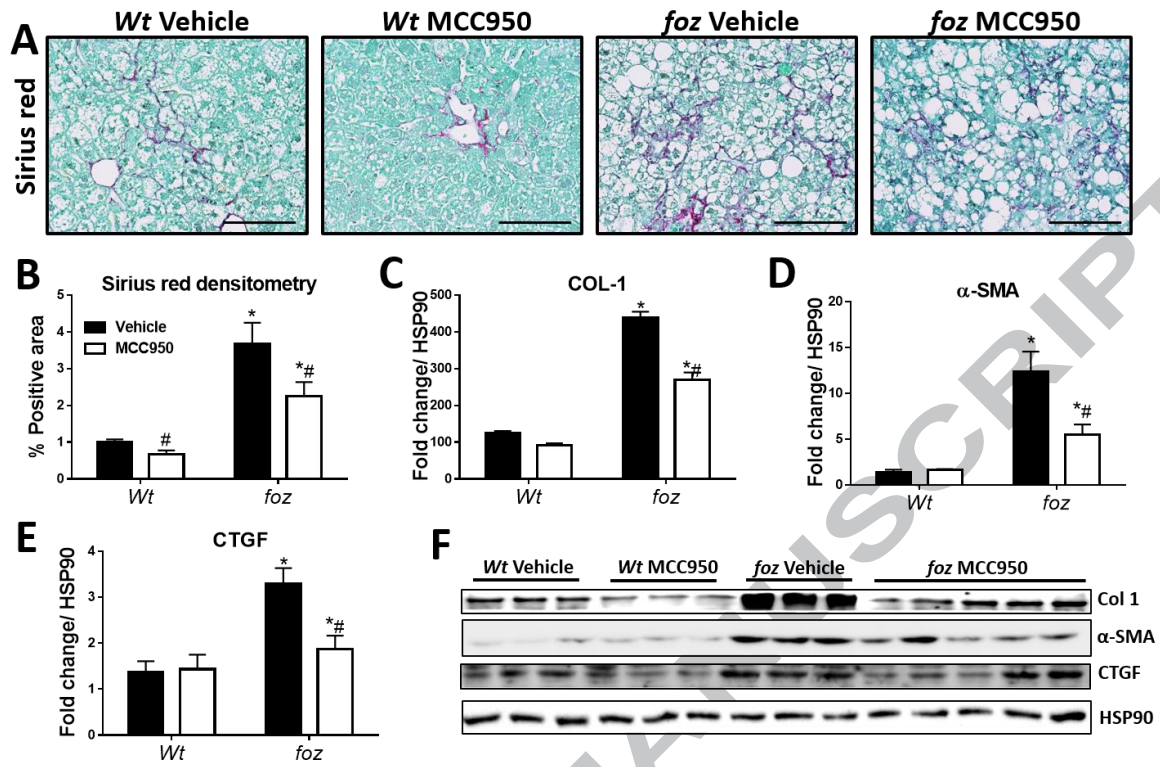 Wt Vehicle
Wt MCC950
foz Vehicle
foz MCC950
A
Sirius red
B
Sirius red densitometry
% Positive area
5
4
3
2
1
0
Vehicle
MCC950
*
#
*#
Wt
foz
C
COL-1
Fold change/ HSP90
500
400
300
200
100
0
*
*#
Wt
foz
D
α-SMA
Fold change/ HSP90
20
15
10
5
0
*
*#
Wt
foz
E
CTGF
Fold change/ HSP90
4
3
2
1
0
*
*#
Wt
foz
F
Wt Vehicle
Wt MCC950
foz Vehicle
foz MCC950
Col 1
α-SMA
CTGF
HSP90
MANUSCRIPT